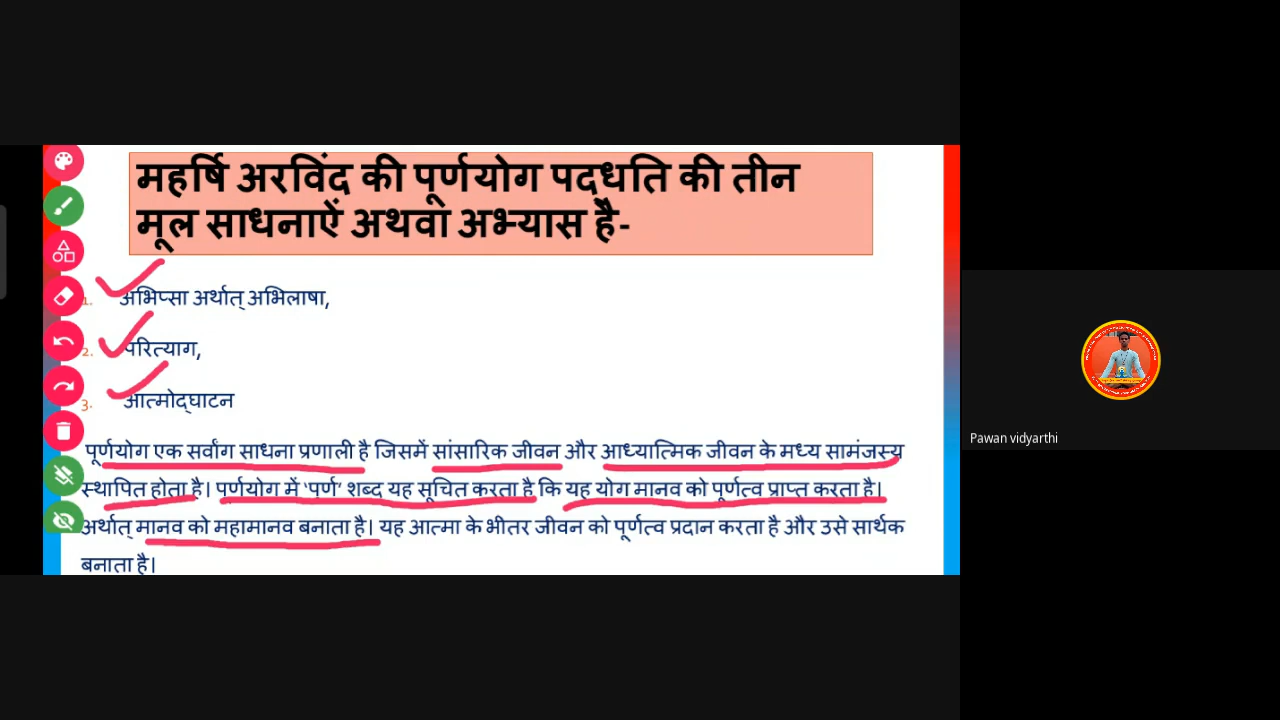 महर्षि अरविंद की पूर्णयोग पद्धति की तीन
मूल साधनाऐं अथवा अभ्यास है-
1. अभिप्सा अर्थात् अभिलाषा,
2. परित्याग,
3. आत्मोद्घाटन
पूर्णयोग एक सर्वांग साधना प्रणाली है जिसमें सांसारिक जीवन और आध्यात्मिक जीवन के मध्य सामंजस्य
स्थापित होता है। पूर्णयोग में 'पूर्ण' शब्द यह सूचित करता है कि यह योग मानव को पूर्णत्व प्राप्त करता है।
अर्थात् मानव को महामानव बनाता है। यह आत्मा के भीतर जीवन को पूर्णत्व प्रदान करता है और उसे सार्थक
बनाता है।
Pawan vidyarthi